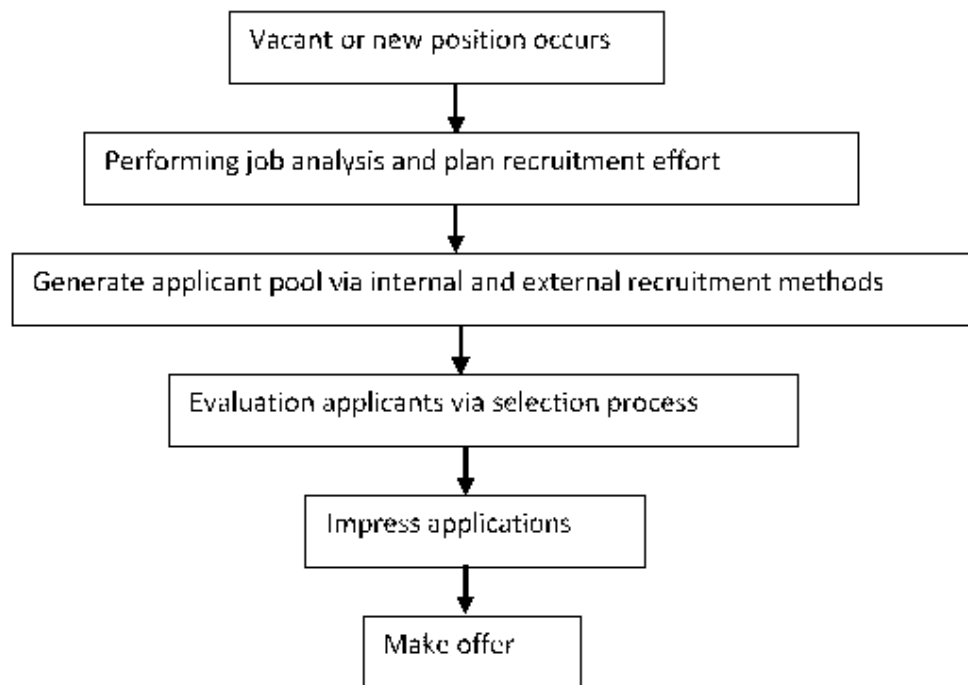 Vacant or new position occurs
Performing job analysis and plan recruitment effort
Generate applicant pool via internal and external recruitment methods
Evaluation applicants via selection process
Impress applications
Make offer